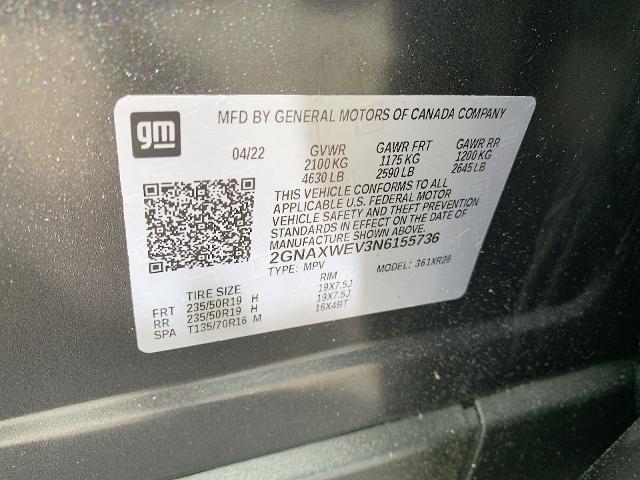 gm
MFD BY GENERAL MOTORS OF CANADA COMPANY
04/22 GVWR GAWR FRT GAWR RR
2100 KG 1175 KG 1200 KG
4630 LB 2590 LB 2645 LB
THIS VEHICLE CONFORMS TO ALL
APPLICABLE U.S. FEDERAL MOTOR
VEHICLE SAFETY AND THEFT PREVENTION
STANDARDS IN EFFECT ON THE DATE OF
MANUFACTURE SHOWN ABOVE.
2GNAXWEV3N6155736
TYPE: MPV MODEL: 361XR26
TIRE SIZE RIM
FRT 235/50R19 H 19X7.5J
RR 235/50R19 H 19X7.5J
SPA T135/70R16 M 16X4BT